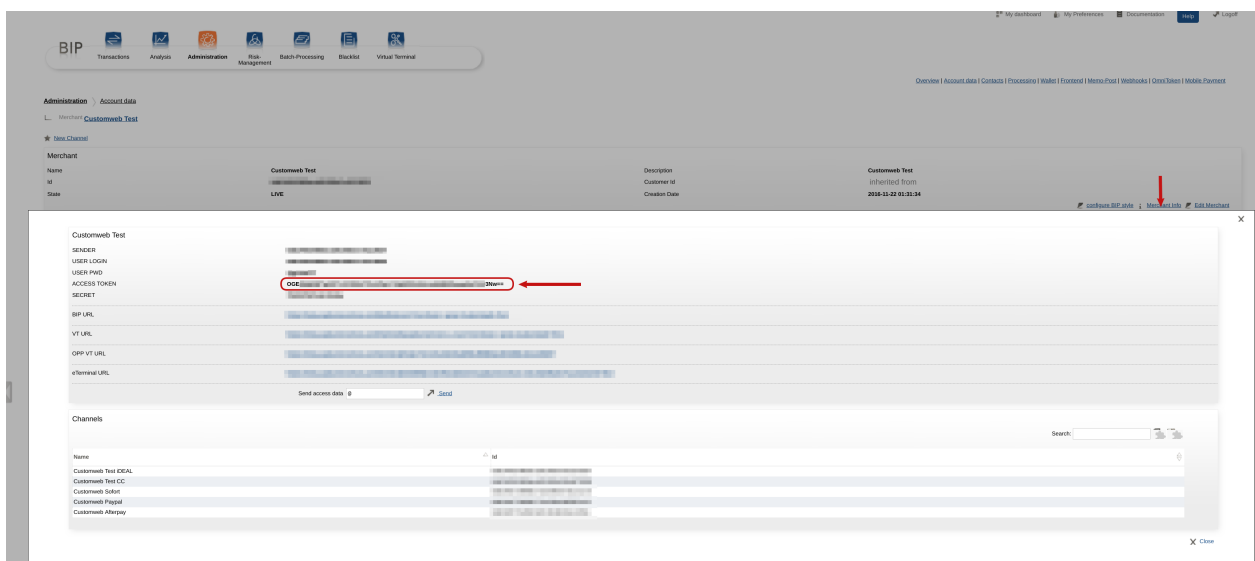 My dashboard My Preferences Documentation Help Logoff
BIP Transactions Analysis Administration Risk-Management Batch-Processing Blacklist Virtual Terminal
Overview | Account data | Contacts | Processing | Wallet | Frontend | Memo-Post | Webhooks | OmniToken | Mobile Payment
Administration Account data
Merchant Customweb Test
New Channel
Merchant
Name Customweb Test Description Customweb Test
Id Customer Id inherited from
State LIVE Creation Date 2016-11-22 01:31:34
configure BIP style Merchant Info Edit Merchant
X
Customweb Test
SENDER
USER LOGIN
USER PWD
ACCESS TOKEN OGE 3Nw==
SECRET
BIP URL
VT URL
OPP VT URL
eTerminal URL
Send access data @ Send
Channels
Search:
Name Id
Customweb Test iDEAL
Customweb Test CC
Customweb Sofort
Customweb Paypal
Customweb Afterpay
X Close